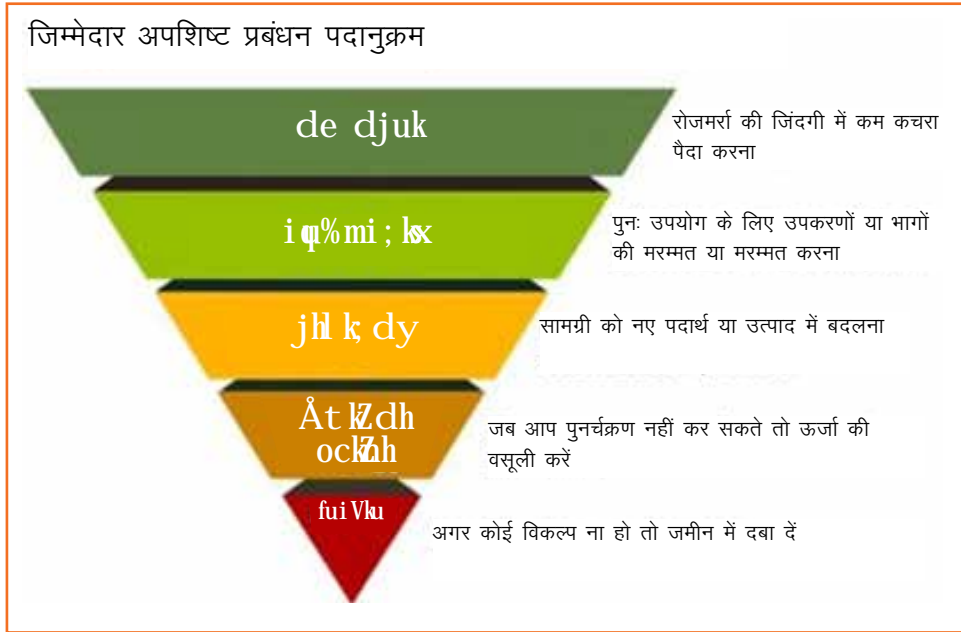 जिम्मेदार अपशिष्ट प्रबंधन पदानुक्रम
de djuk
रोजमर्रा की जिंदगी में कम कचरा
पैदा करना
iqu%mi;ksx
पुनः उपयोग के लिए उपकरणों या भागों
की मरम्मत या मरम्मत करना
jhlk;dy
सामग्री को नए पदार्थ या उत्पाद में बदलना
ÅtkZ dh
जब आप पुनर्चक्रण नहीं कर सकते तो ऊर्जा की
वसूली करें
fuiVku
अगर कोई विकल्प ना हो तो जमीन में दबा दें